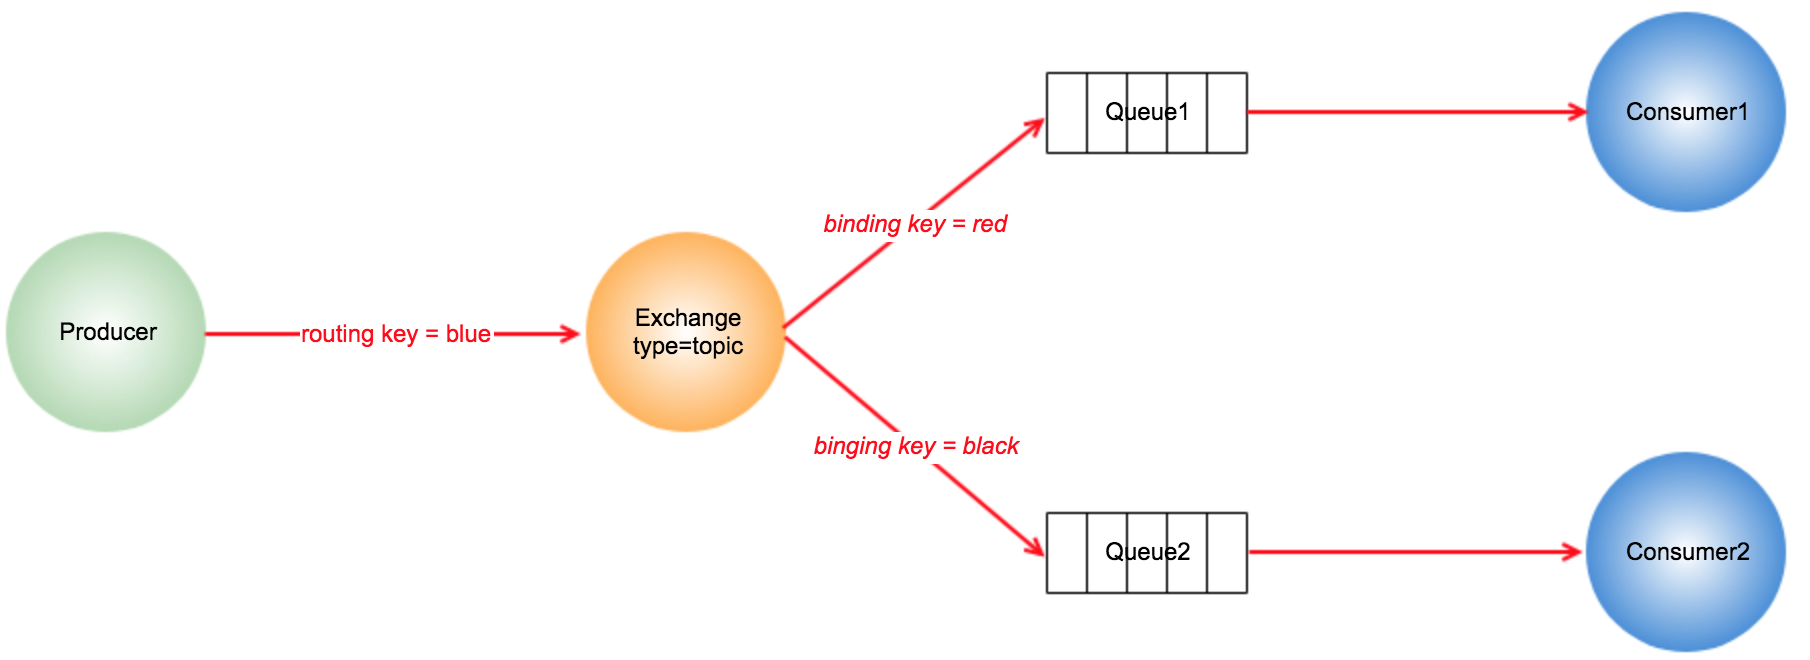 Producer
routing key = blue
Exchange
type=topic
binding key = red
Queue1
Consumer1
binging key = black
Queue2
Consumer2